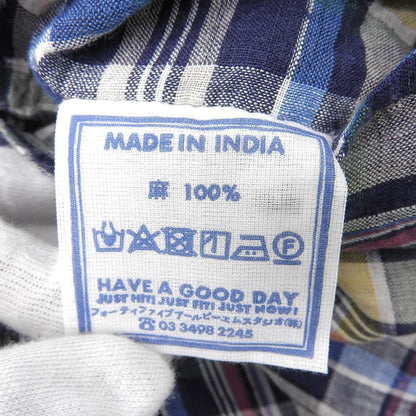 MADE IN INDIA
麻 100%
F
HAVE A GOOD DAY
JUST HIT! JUST FIT! JUST NOW!
フォーティファイブアールピーエムスタジオ(株)
☎ 03 3498 2245